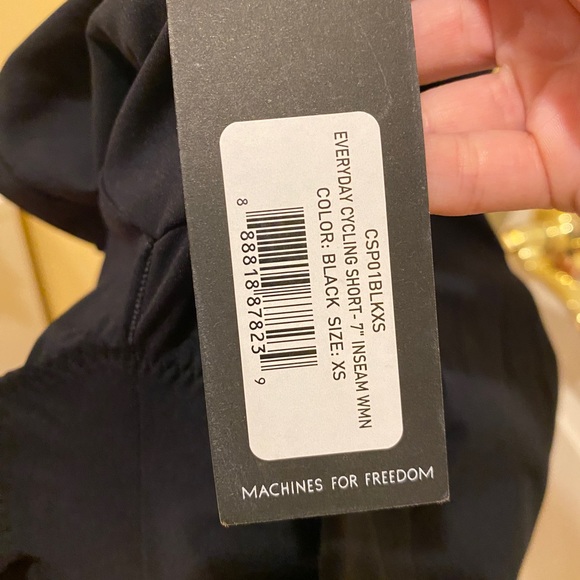 CSP01BLKXS
EVERYDAY CYCLING SHORT- 7" INSEAM WMN
COLOR: BLACK SIZE: XS
8 88818 87823 9
MACHINES FOR FREEDOM